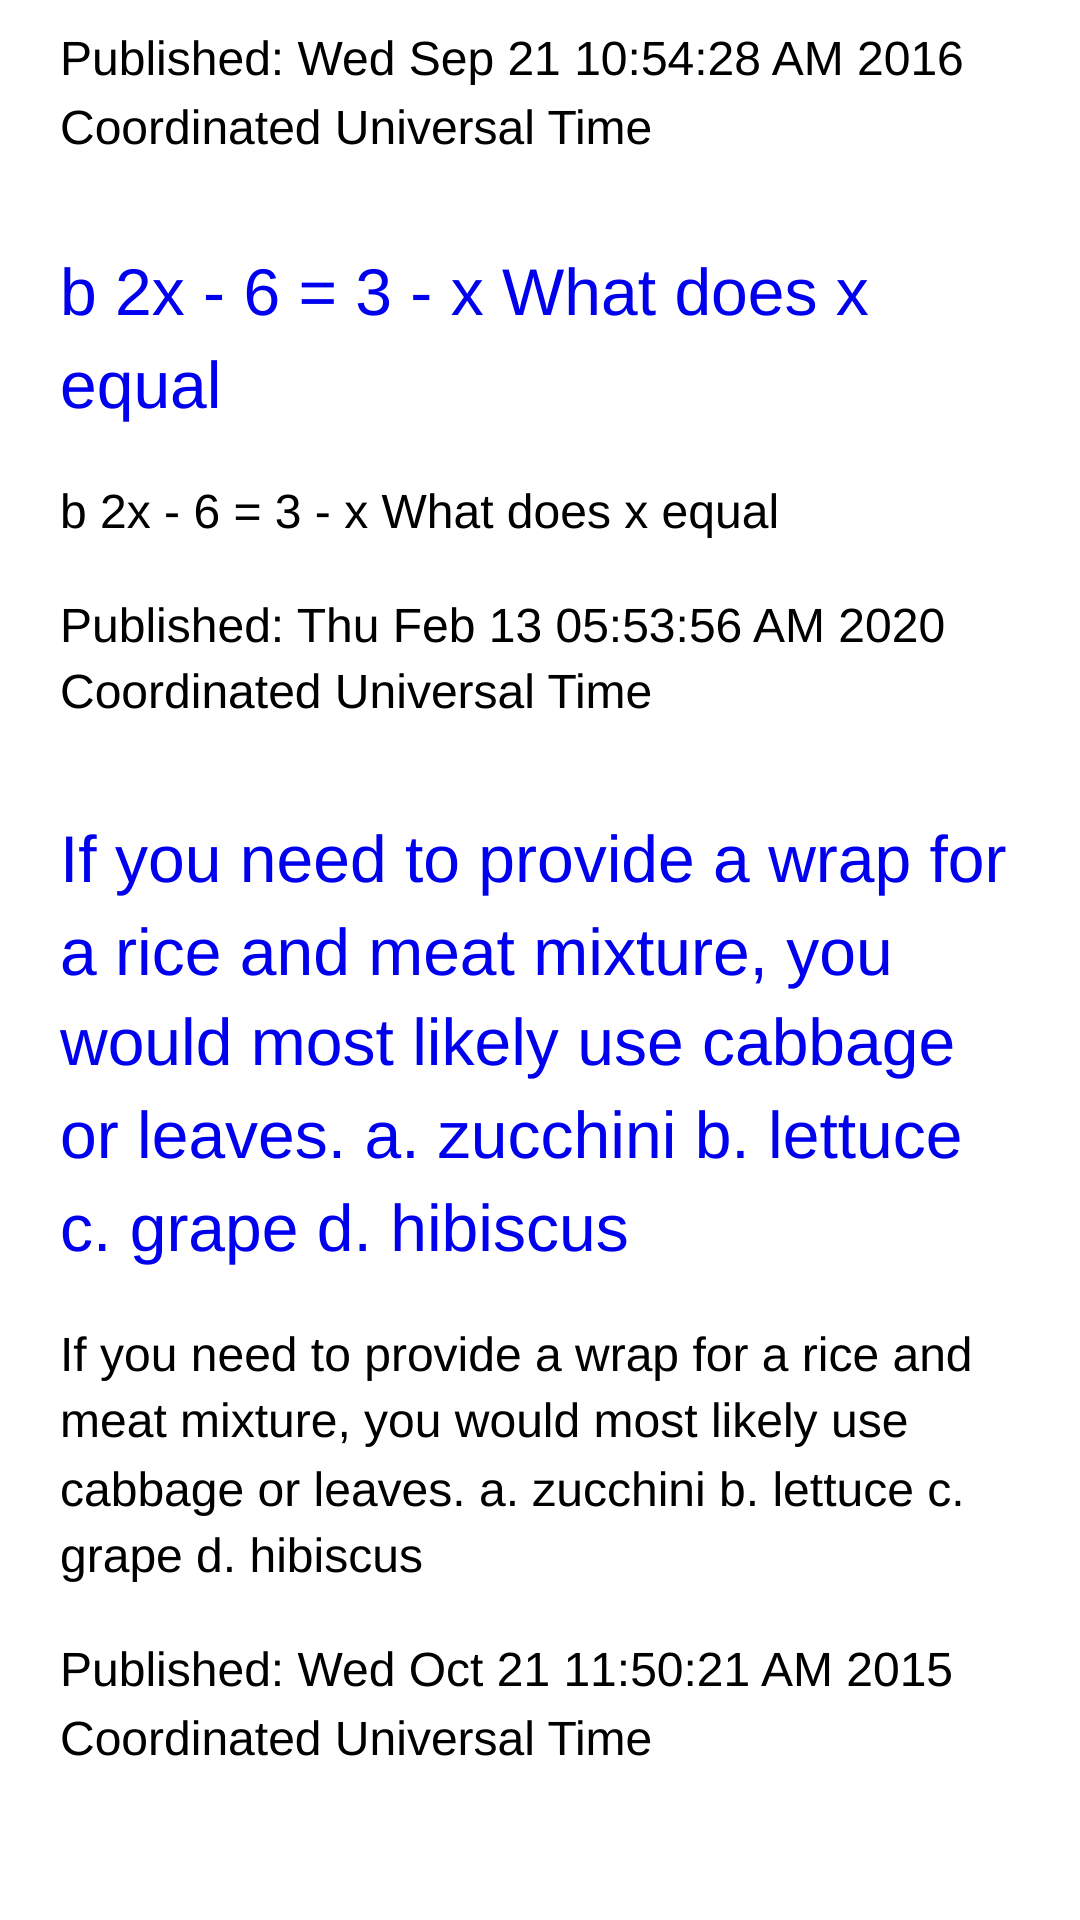 Published: Wed Sep 21 10:54:28 AM 2016
Coordinated Universal Time
b 2x - 6 = 3 - x What does x
equal
b 2x - 6 = 3 - x What does x equal
Published: Thu Feb 13 05:53:56 AM 2020
Coordinated Universal Time
If you need to provide a wrap for
a rice and meat mixture, you
would most likely use cabbage
or leaves. a. zucchini b. lettuce
c. grape d. hibiscus
If you need to provide a wrap for a rice and
meat mixture, you would most likely use
cabbage or leaves. a. zucchini b. lettuce c.
grape d. hibiscus
Published: Wed Oct 21 11:50:21 AM 2015
Coordinated Universal Time